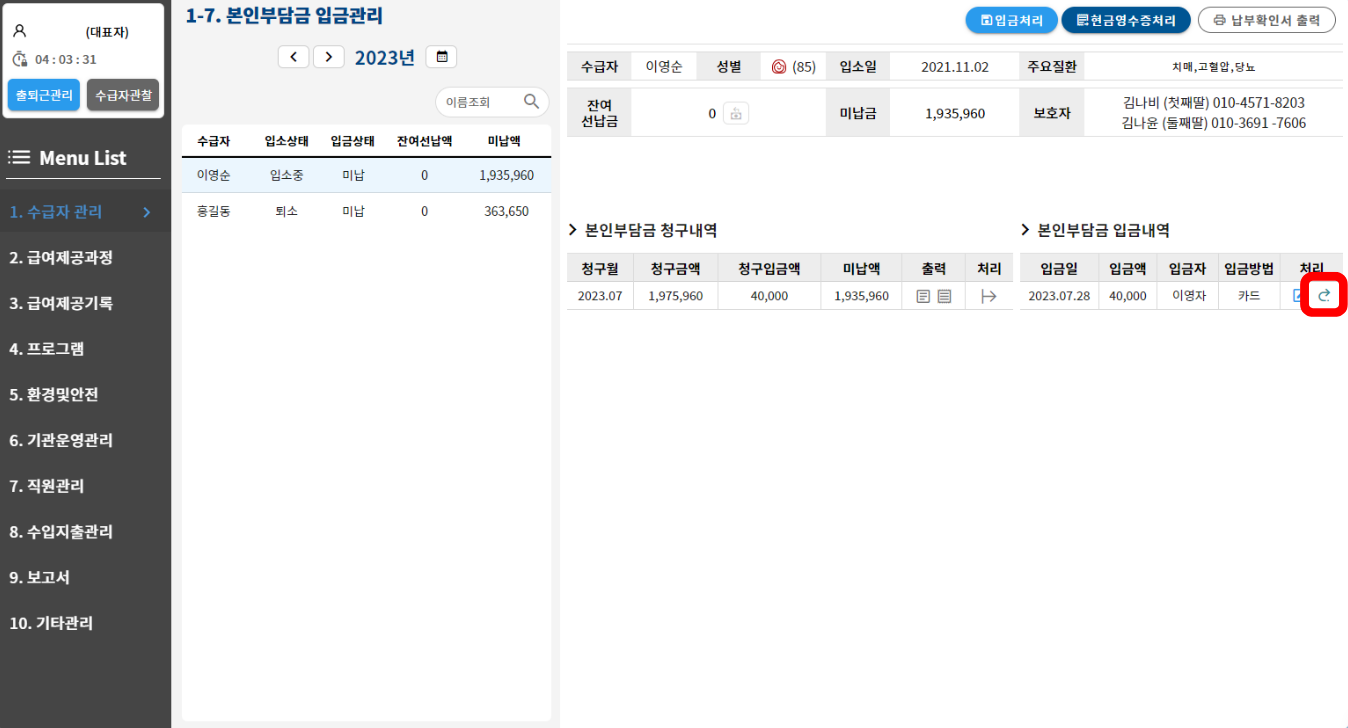 (대표자)
04 : 03 : 31
출퇴근관리 수급자관찰
Menu List
1. 수급자 관리
2. 급여제공과정
3. 급여제공기록
4. 프로그램
5. 환경및안전
6. 기관운영관리
7. 직원관리
8. 수입지출관리
9. 보고서
10. 기타관리
1-7. 본인부담금 입금관리
2023년
이름조회
수급자 입소상태 입금상태 잔여선납액 미납액
이영순 입소중 미납 0 1,935,960
홍길동 퇴소 미납 0 363,650
입금처리 현금영수증처리 납부확인서 출력
수급자 이영순 성별 (85) 입소일 2021.11.02 주요질환 치매,고혈압,당뇨
잔여
선납금 0 미납금 1,935,960 보호자
김나비 (첫째딸) 010-4571-8203
김나윤 (둘째딸) 010-3691 -7606
본인부담금 청구내역
청구월 청구금액 청구입금액 미납액 출력 처리
2023.07 1,975,960 40,000 1,935,960
본인부담금 입금내역
입금일 입금액 입금자 입금방법 처리
2023.07.28 40,000 이영자 카드